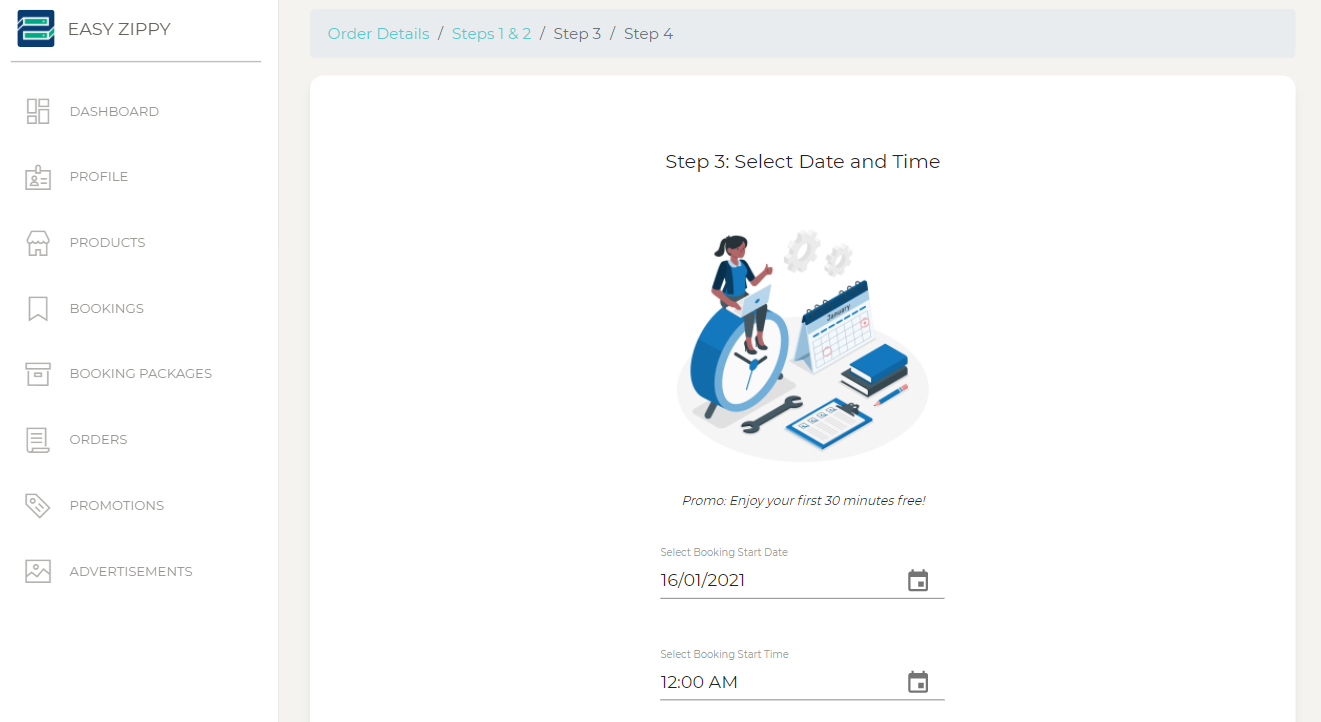 EASY ZIPPY
DASHBOARD
PROFILE
PRODUCTS
BOOKINGS
BOOKING PACKAGES
ORDERS
PROMOTIONS
ADVERTISEMENTS
Order Details / Steps 1 & 2 / Step 3 / Step 4
Step 3: Select Date and Time
January
Promo: Enjoy your first 30 minutes free!
Select Booking Start Date
16/01/2021
Select Booking Start Time
12:00 AM